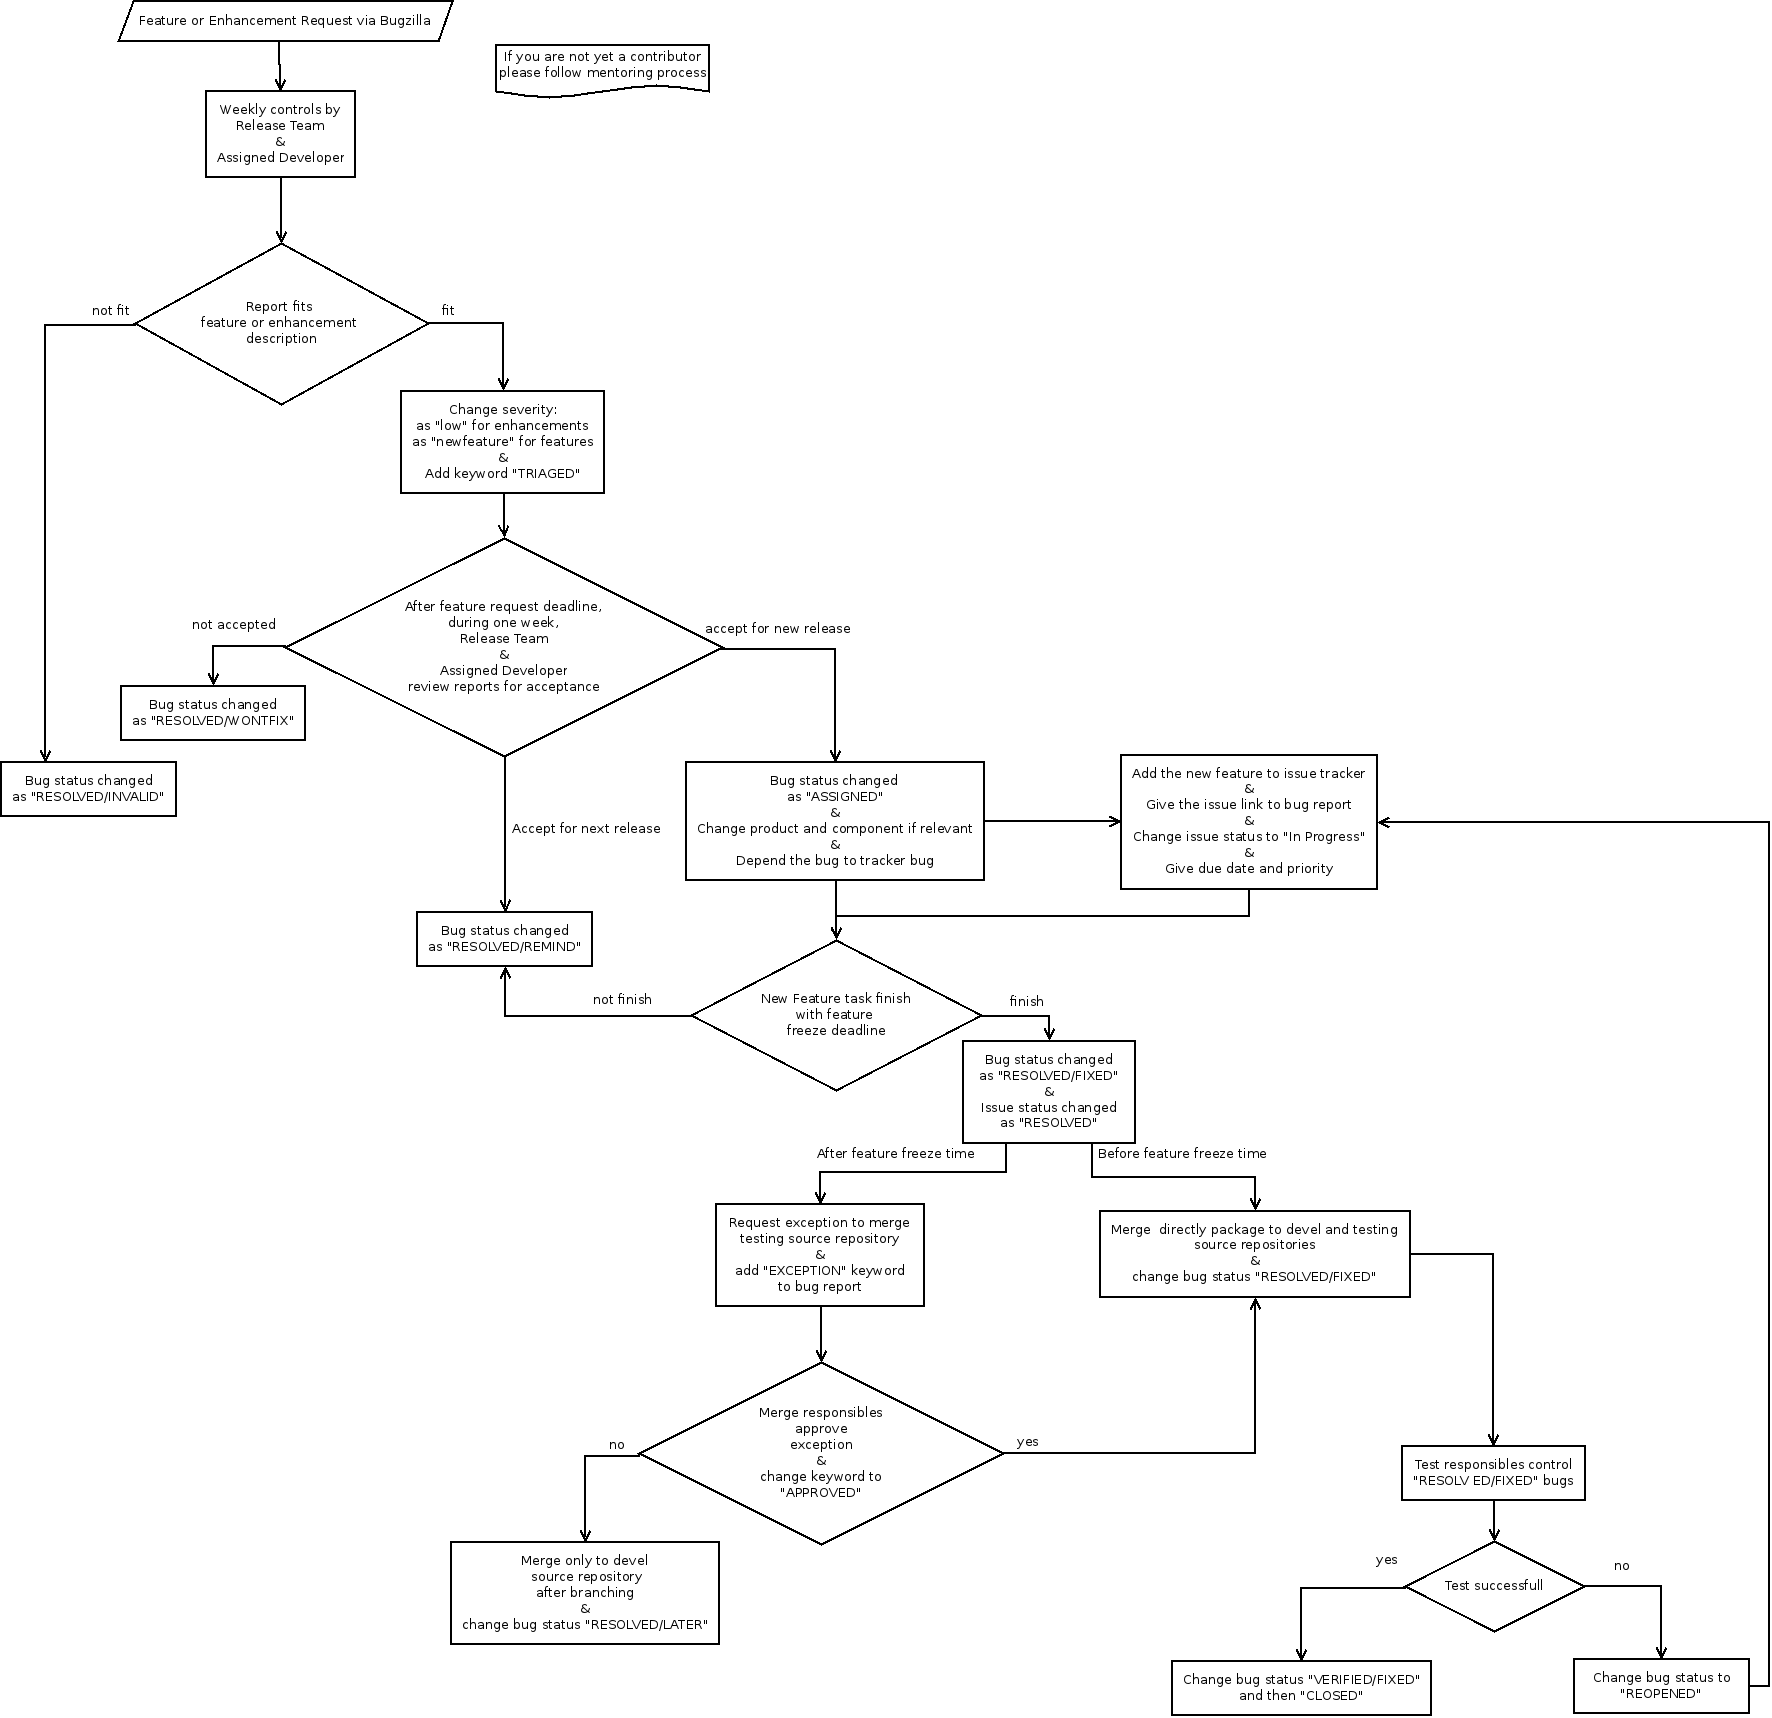 Feature or Enhancement Request via Bugzilla
If you are not yet a contributor
please follow mentoring process
Weekly controls by
Release Team
&
Assigned Developer
Report fits
feature or enhancement
description
not fit
fit
Change severity:
as "low" for enhancements
as "newfeature" for features
&
Add keyword "TRIAGED"
After feature request deadline,
during one week,
Release Team
&
Assigned Developer
review reports for acceptance
not accepted
accept for new release
Bug status changed
as "RESOLVED/WONTFIX"
Bug status changed
as "RESOLVED/INVALID"
Accept for next release
Bug status changed
as "ASSIGNED"
&
Change product and component if relevant
&
Depend the bug to tracker bug
Add the new feature to issue tracker
&
Give the issue link to bug report
&
Change issue status to "In Progress"
&
Give due date and priority
Bug status changed
as "RESOLVED/REMIND"
New Feature task finish
with feature
freeze deadline
not finish
finish
Bug status changed
as "RESOLVED/FIXED"
&
Issue status changed
as "RESOLVED"
After feature freeze time
Before feature freeze time
Request exception to merge
testing source repository
&
add "EXCEPTION" keyword
to bug report
Merge  directly package to devel and testing
source repositories
&
change bug status "RESOLVED/FIXED"
Merge responsibles
approve
exception
&
change keyword to
"APPROVED"
no
yes
Merge only to devel
source repository
after branching
&
change bug status "RESOLVED/LATER"
Test responsibles control
"RESOLV ED/FIXED" bugs
Test successfull
yes
no
Change bug status "VERIFIED/FIXED"
and then "CLOSED"
Change bug status to
"REOPENED"